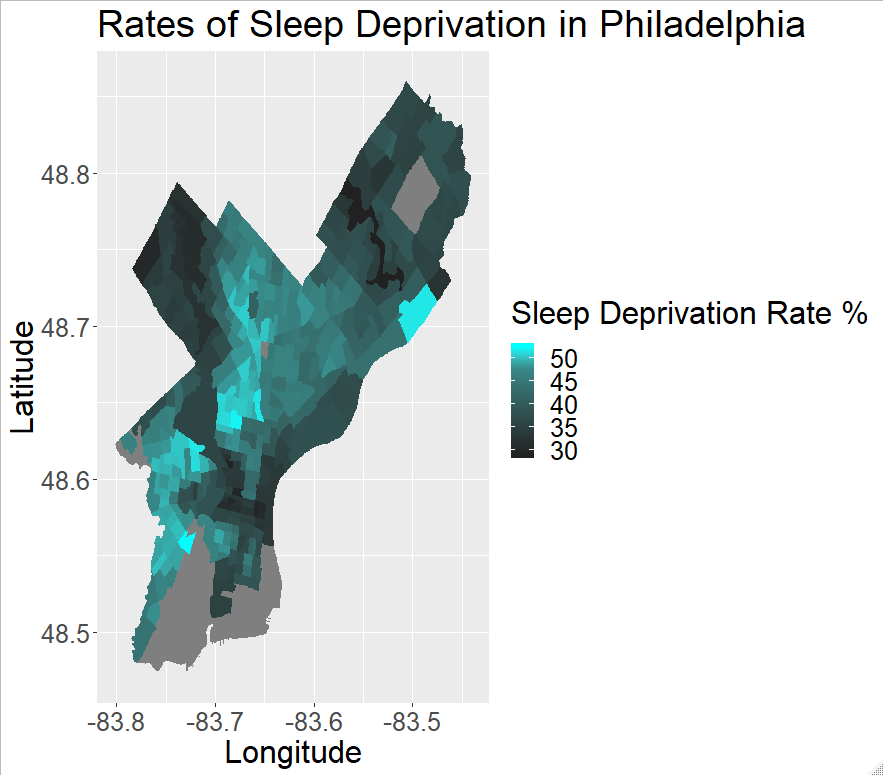 Rates of Sleep Deprivation in Philadelphia
48.8
48.7
48.6
48.5
Latitude
-83.8 -83.7 -83.6 -83.5
Longitude
Sleep Deprivation Rate %
50
45
40
35
30